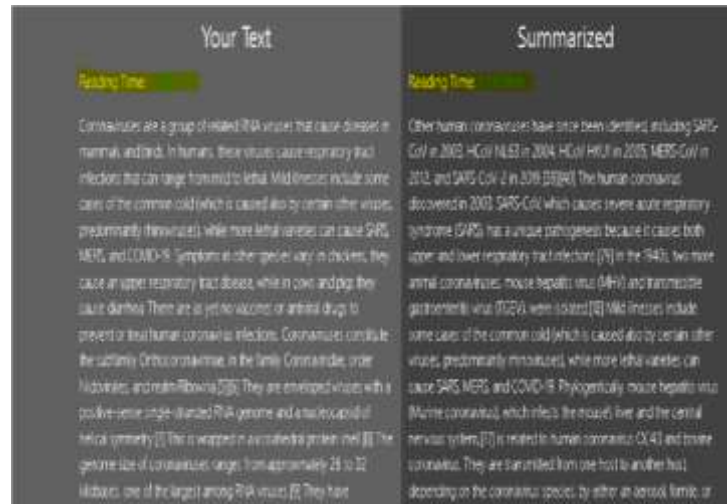 Your Text
Reading Time:
Coronaviruses are a group of related RNA viruses that cause diseases in
mammals and birds. In humans, these viruses cause respiratory tract
infections that can range from mild to lethal. Mild illnesses include some
cases of the common cold (which is caused also by certain other viruses,
predominantly rhinoviruses), while more lethal varieties can cause SARS,
MERS, and COVID-19. Symptoms in other species vary: in chickens, they
cause an upper respiratory tract disease, while in cows and pigs they
cause diarrhea. There are as yet no vaccines or antiviral drugs to
prevent or treat human coronavirus infections. Coronaviruses constitute
the subfamily Orthocoronavirinae, in the family Coronaviridae, order
Nidovirales, and realm Riboviria.[5][6] They are enveloped viruses with a
positive-sense single-stranded RNA genome and a nucleocapsid of
helical symmetry.[7] This is wrapped in a icosahedral protein shell.[8] The
genome size of coronaviruses ranges from approximately 26 to 32
kilobases, one of the largest among RNA viruses.[9] They have
Summarized
Reading Time:
Other human coronaviruses have since been identified, including SARS-
CoV in 2003, HCoV NL63 in 2004, HCoV HKU1 in 2005, MERS-CoV in
2012, and SARS-CoV-2 in 2019.[39][40] The human coronavirus
discovered in 2003, SARS-CoV, which causes severe acute respiratory
syndrome (SARS), has a unique pathogenesis because it causes both
upper and lower respiratory tract infections.[79] In the 1940s, two more
animal coronaviruses, mouse hepatitis virus (MHV) and transmissible
gastroenteritis virus (TGEV), were isolated.[18] Mild illnesses include
some cases of the common cold (which is caused also by certain other
viruses, predominantly rhinoviruses), while more lethal varieties can
cause SARS, MERS, and COVID-19. Phylogenetically, mouse hepatitis virus
(Murine coronavirus), which infects the mouse's liver and the central
nervous system,[57] is related to human coronavirus OC43 and bovine
coronavirus. They are transmitted from one host to another host,
depending on the coronavirus species, by either an aerosol, fomite, or